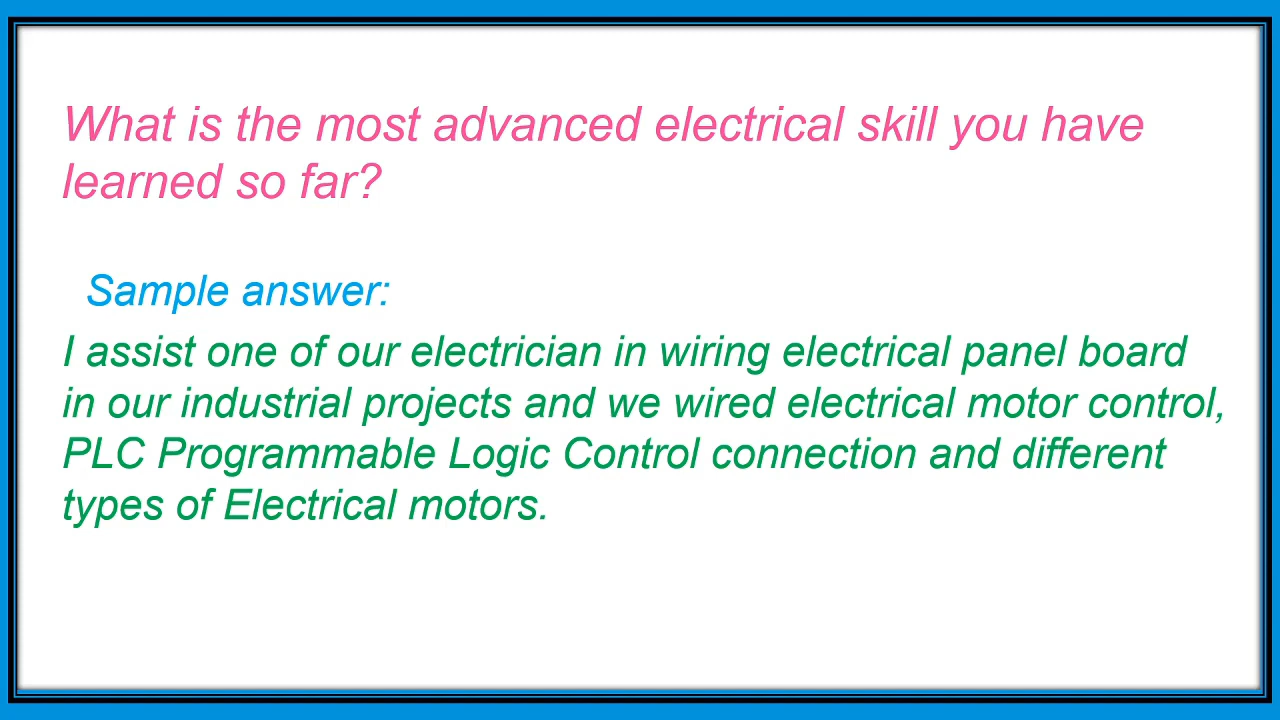 What is the most advanced electrical skill you have
learned so far?
Sample answer:
I assist one of our electrician in wiring electrical panel board
in our industrial projects and we wired electrical motor control,
PLC Programmable Logic Control connection and different
types of Electrical motors.